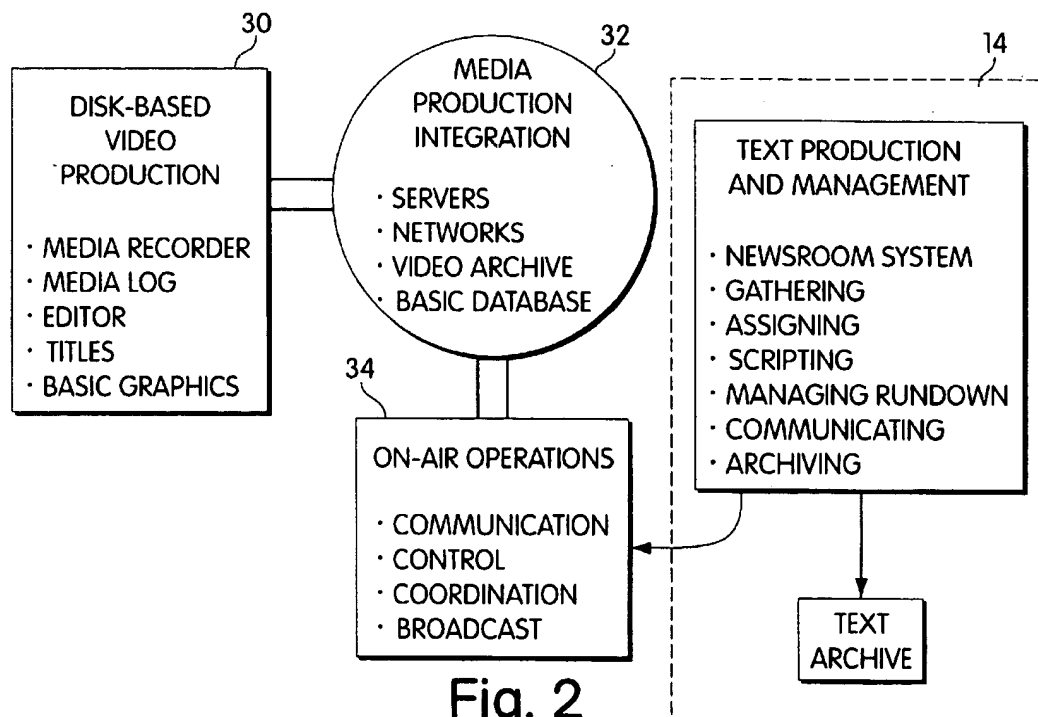 30
DISK-BASED
VIDEO
PRODUCTION
· MEDIA RECORDER
· MEDIA LOG
· EDITOR
· TITLES
· BASIC GRAPHICS
32
MEDIA
PRODUCTION
INTEGRATION
· SERVERS
· NETWORKS
· VIDEO ARCHIVE
· BASIC DATABASE
34
ON-AIR OPERATIONS
· COMMUNICATION
· CONTROL
· COORDINATION
· BROADCAST
14
TEXT PRODUCTION
AND MANAGEMENT
· NEWSROOM SYSTEM
· GATHERING
· ASSIGNING
· SCRIPTING
· MANAGING RUNDOWN
· COMMUNICATING
· ARCHIVING
TEXT
ARCHIVE
Fig. 2